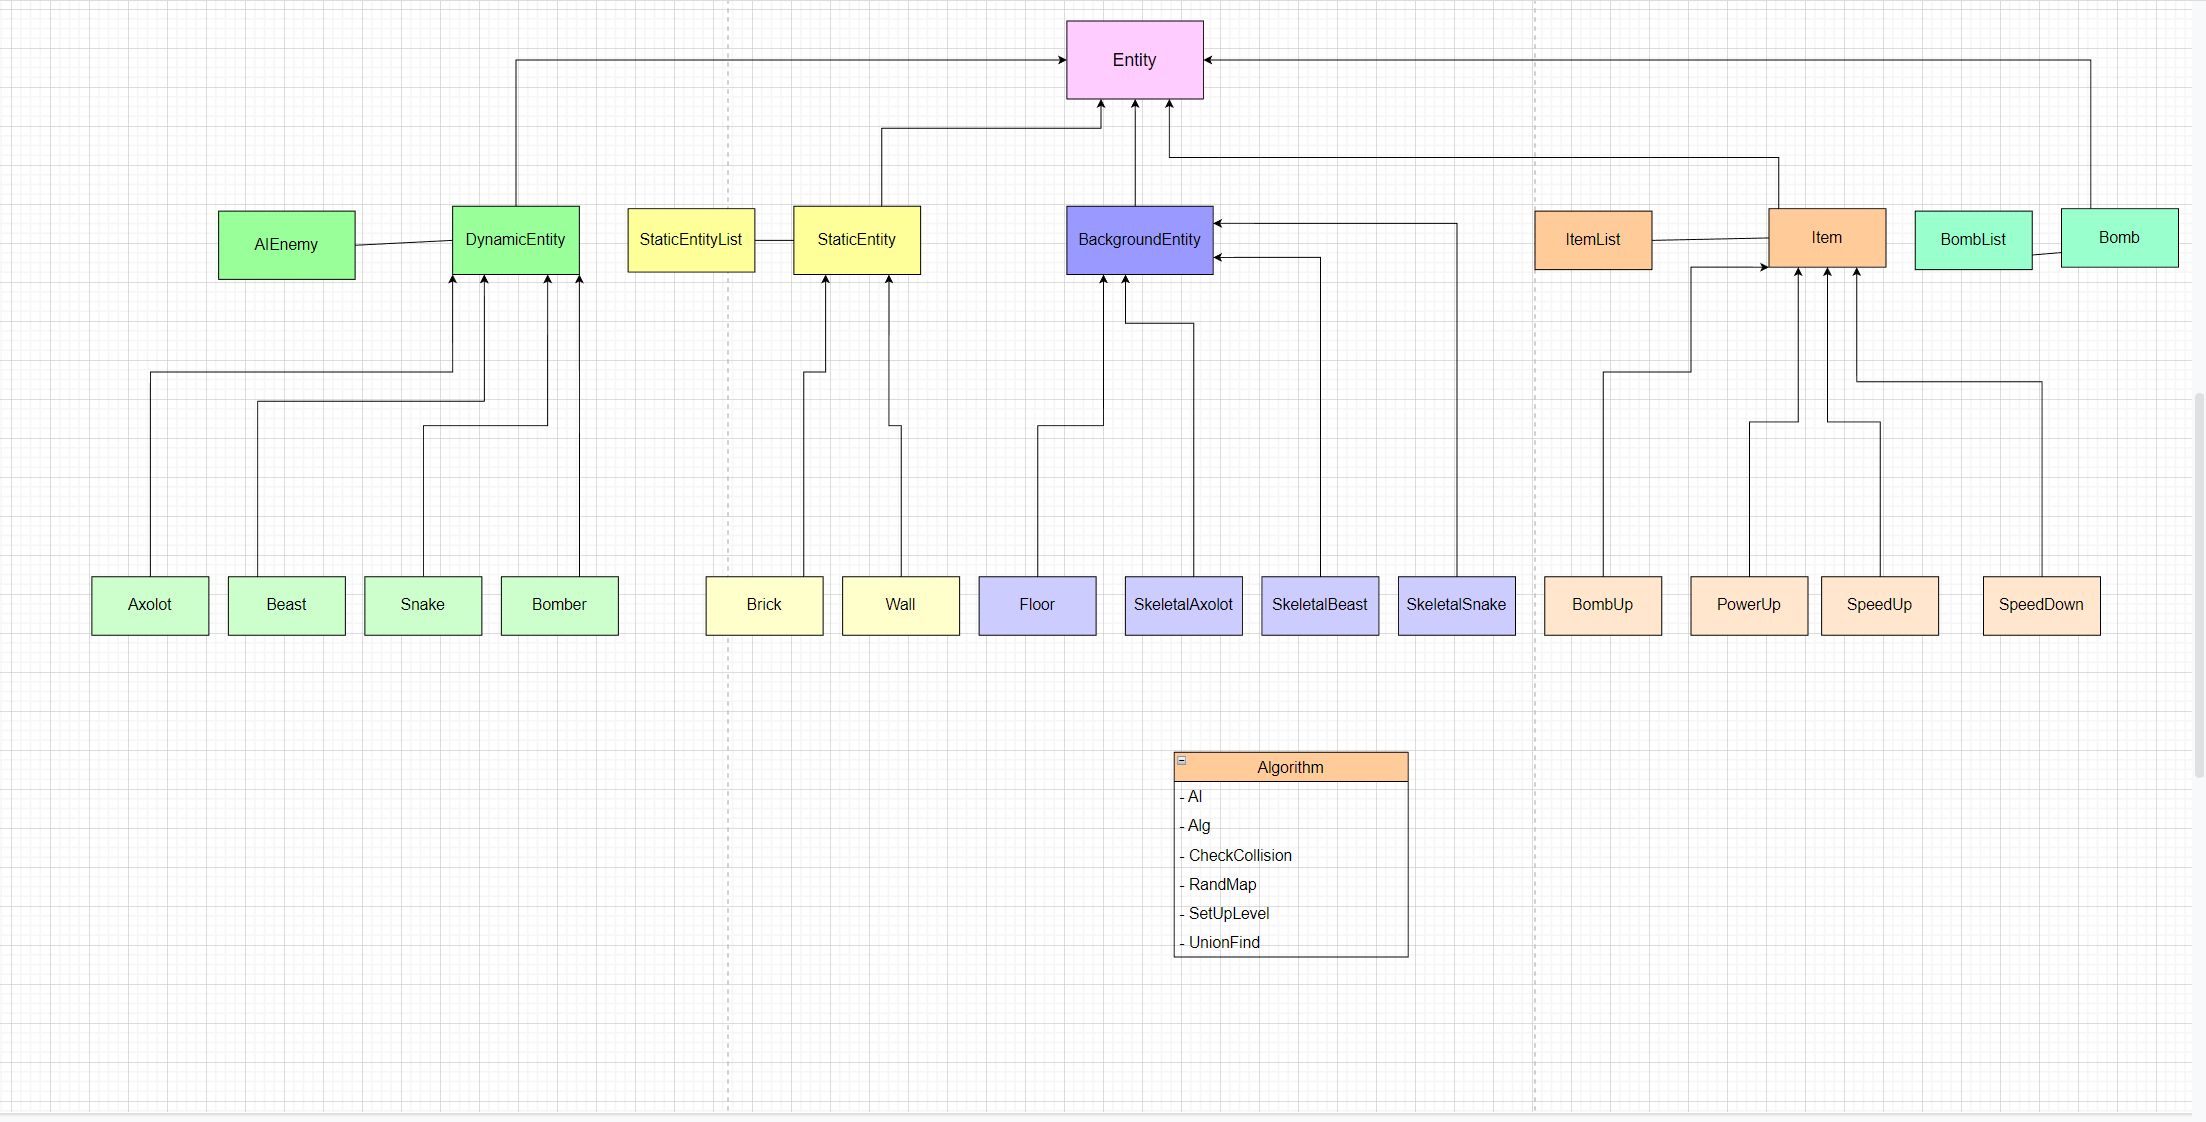 Entity
AIEnemy
DynamicEntity
StaticEntityList
StaticEntity
BackgroundEntity
ItemList
Item
BombList
Bomb
Axolot
Beast
Snake
Bomber
Brick
Wall
Floor
SkeletalAxolot
SkeletalBeast
SkeletalSnake
BombUp
PowerUp
SpeedUp
SpeedDown
Algorithm
- AI
- Alg
- CheckCollision
- RandMap
- SetUpLevel
- UnionFind